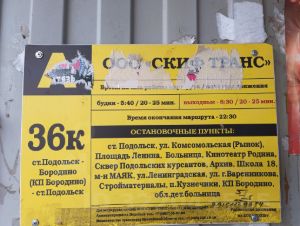 ООО «СКИФ ТРАНС»
будни - 5:40 / 20 - 25 мин.
выходные - 6:30 / 20 - 25 мин.
Время окончания маршрута - 22:30
36к
ст.Подольск -
Бородино
(КП Бородино)
- ст.Подольск
ОСТАНОВОЧНЫЕ ПУНКТЫ:
ст. Подольск, ул. Комсомольская (Рынок),
Площадь Ленина, Больница, Кинотеатр Родина,
Сквер Подольских курсантов, Архив, Школа 18,
м-н МАЯК, ул.Ленинградская, ул. г.Варенникова,
Стройматериалы, п.Кузнечики, КП Бородино,
обл.дет.больница